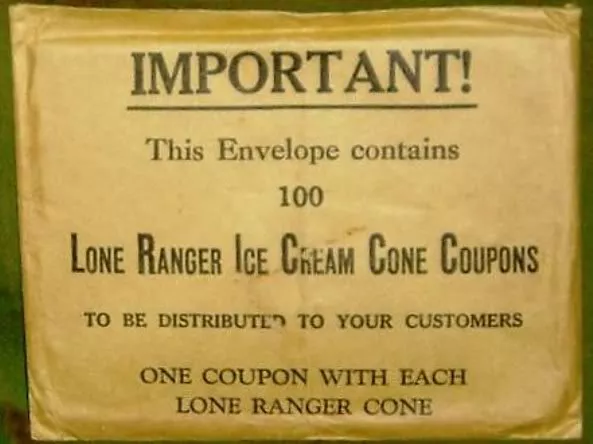 IMPORTANT!
This Envelope contains
100
LONE RANGER ICE CREAM CONE COUPONS
TO BE DISTRIBUTED TO YOUR CUSTOMERS
ONE COUPON WITH EACH
LONE RANGER CONE